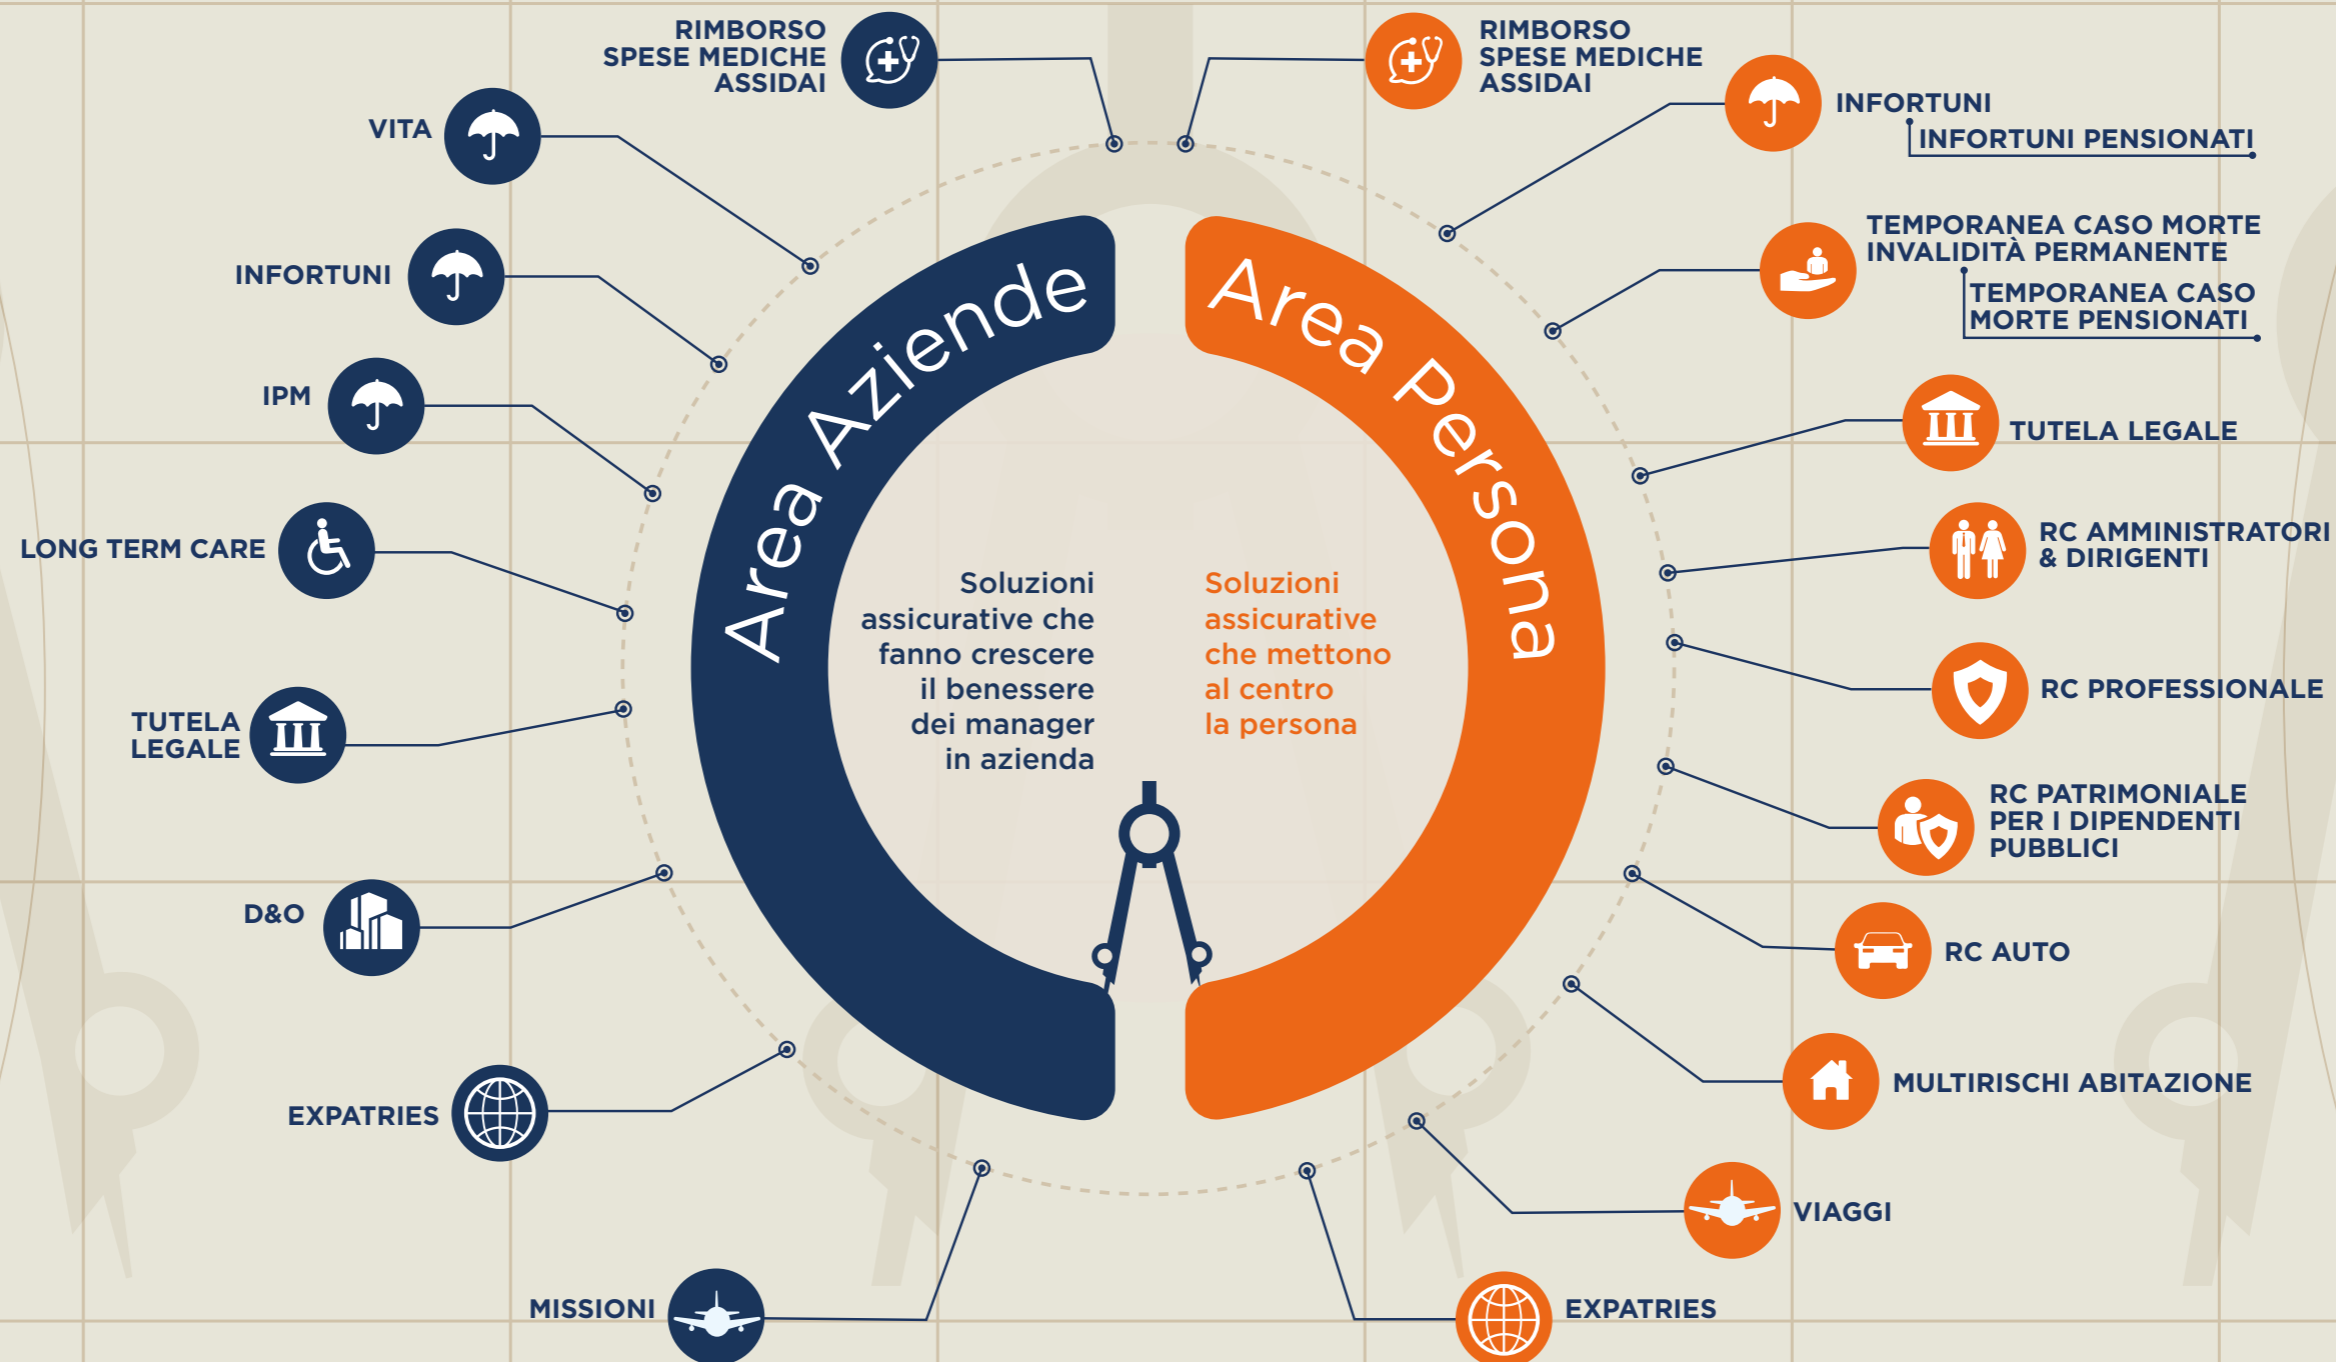 RIMBORSO
SPESE MEDICHE
ASSIDAI
VITA
INFORTUNI
IPM
LONG TERM CARE
TUTELA
LEGALE
D&O
EXPATRIES
MISSIONI
Area Aziende
Soluzioni
assicurative che
fanno crescere
il benessere
dei manager
in azienda
Area Persona
Soluzioni
assicurative
che mettono
al centro
la persona
RIMBORSO
SPESE MEDICHE
ASSIDAI
INFORTUNI
INFORTUNI PENSIONATI
TEMPORANEA CASO MORTE
INVALIDITÀ PERMANENTE
TEMPORANEA CASO
MORTE PENSIONATI
TUTELA LEGALE
RC AMMINISTRATORI
& DIRIGENTI
RC PROFESSIONALE
RC PATRIMONIALE
PER I DIPENDENTI
PUBBLICI
RC AUTO
MULTIRISCHI ABITAZIONE
VIAGGI
EXPATRIES